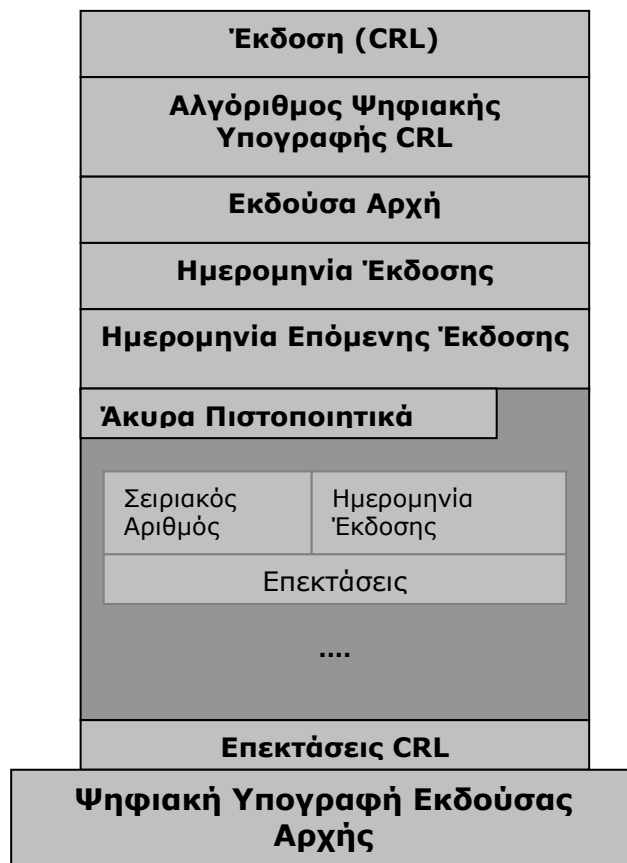 Έκδοση (CRL)
Αλγόριθμος Ψηφιακής
Υπογραφής CRL
Εκδούσα Αρχή
Ημερομηνία Έκδοσης
Ημερομηνία Επόμενης Έκδοσης
Άκυρα Πιστοποιητικά
Σειριακός
Αριθμός
Ημερομηνία
Έκδοσης
Επεκτάσεις
....
Επεκτάσεις CRL
Ψηφιακή Υπογραφή Εκδούσας
Αρχής